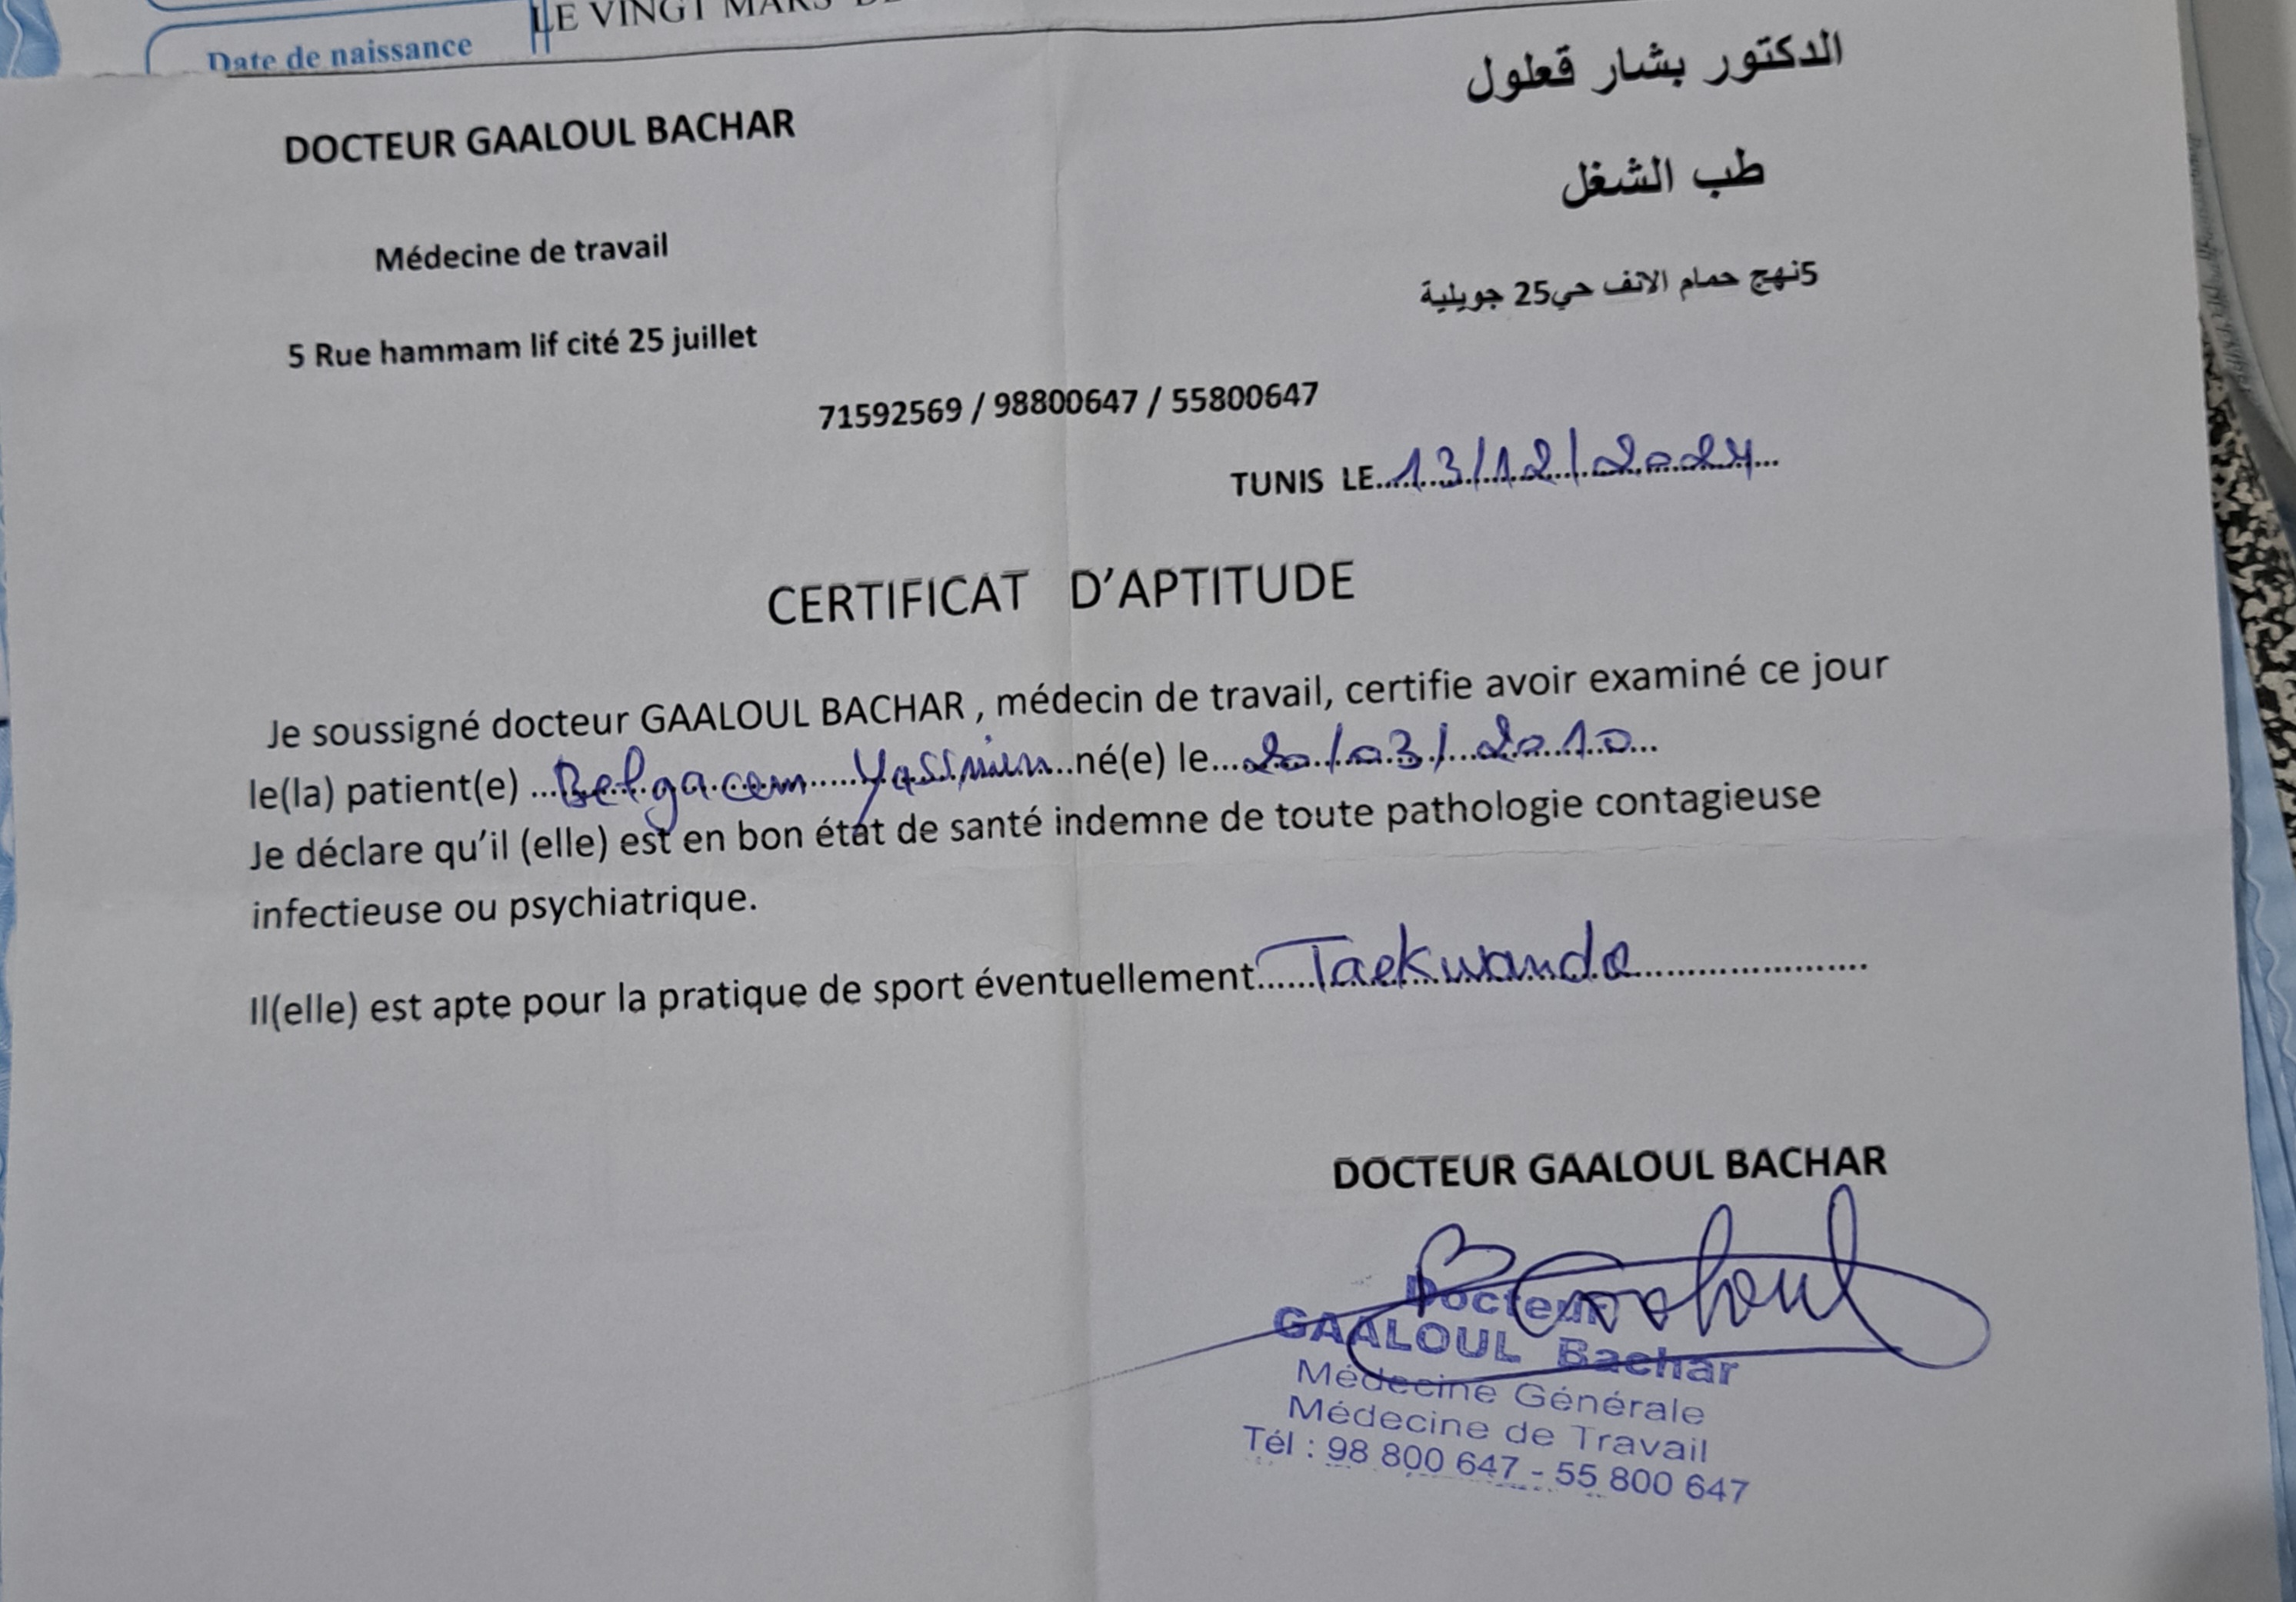 LE VINGT MARS
Date de naissance
DOCTEUR GAALOUL BACHAR
الدكتور بشار قعلول
Médecine de travail
طب الشغل
5 Rue hammam lif cité 25 juillet
5نهج حمام الانف حي25 جويلية
71592569 / 98800647 / 55800647
TUNIS LE 13/12/2024
CERTIFICAT D'APTITUDE
Je soussigné docteur GAALOUL BACHAR , médecin de travail, certifie avoir examiné ce jour
le(la) patient(e) ...Belgacem Yassmin...né(e) le...20/03/2010...
Je déclare qu'il (elle) est en bon état de santé indemne de toute pathologie contagieuse
infectieuse ou psychiatrique.
Il(elle) est apte pour la pratique de sport éventuellement......Taekwando......
DOCTEUR GAALOUL BACHAR
Docteur
GAALOUL Bachar
Médecine Générale
Médecine de Travail
Tél : 98 800 647 - 55 800 647